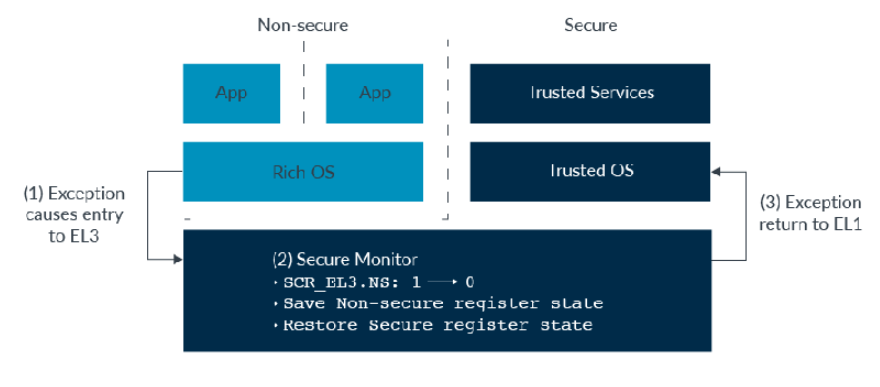 Non-secure
Secure
App
App
Trusted Services
Rich OS
Trusted OS
(1) Exception
causes entry
to EL3
(3) Exception
return to EL1
(2) Secure Monitor
· SCR_EL3.NS: 1 → 0
· Save Non-secure register state
· Restore Secure register state